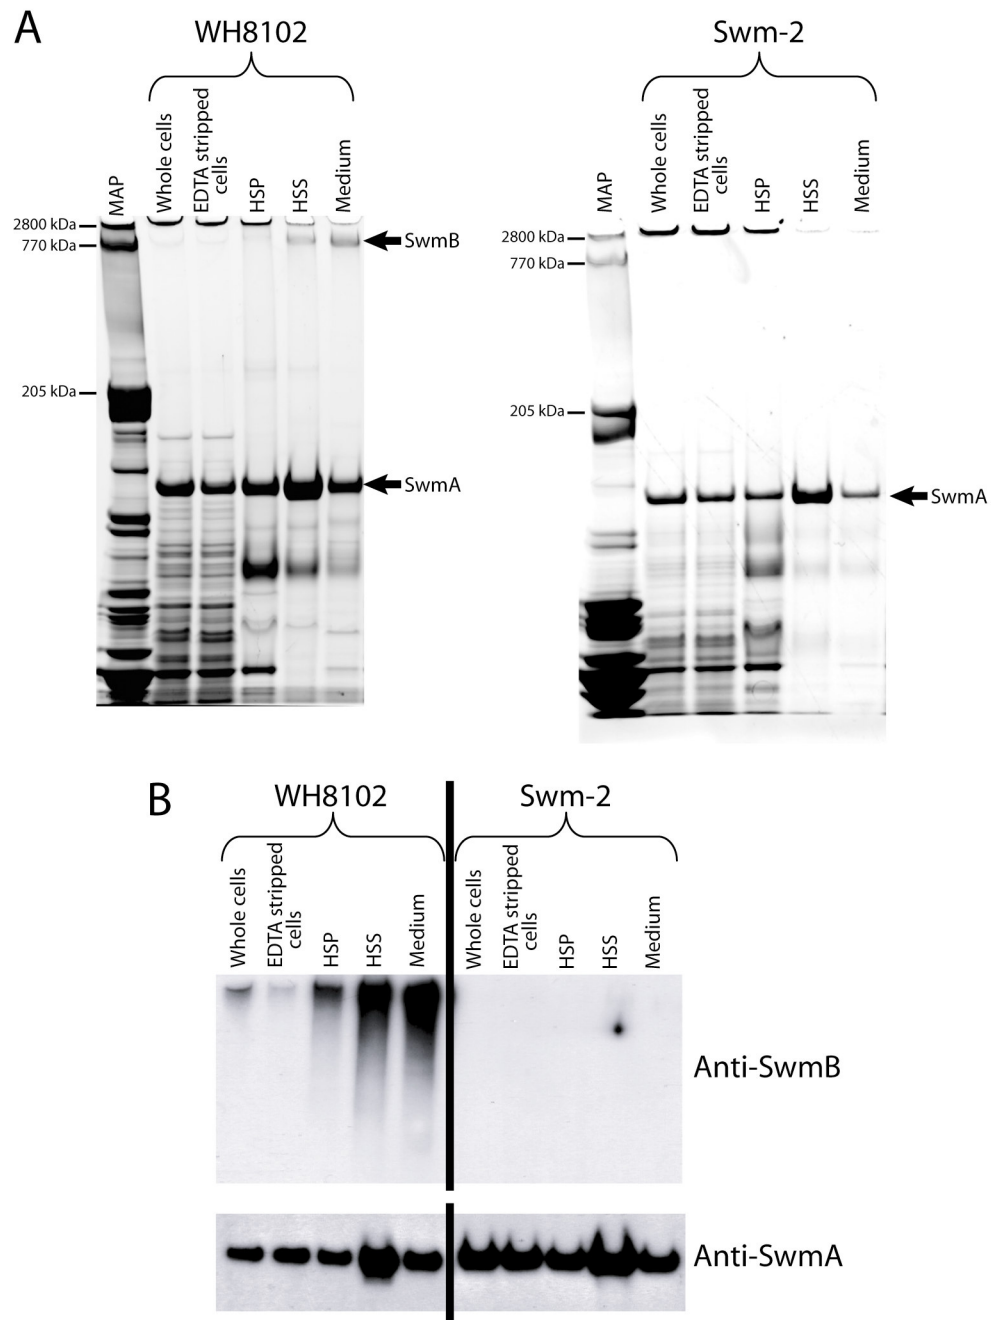 A
WH8102
Swm-2
MAP
Whole cells
EDTA stripped
cells
HSP
HSS
Medium
MAP
Whole cells
EDTA stripped
cells
HSP
HSS
Medium
2800 kDa
770 kDa
205 kDa
SwmB
SwmA
2800 kDa
770 kDa
205 kDa
SwmA
B
WH8102
Swm-2
Whole cells
EDTA stripped
cells
HSP
HSS
Medium
Whole cells
EDTA stripped
cells
HSP
HSS
Medium
Anti-SwmB
Anti-SwmA